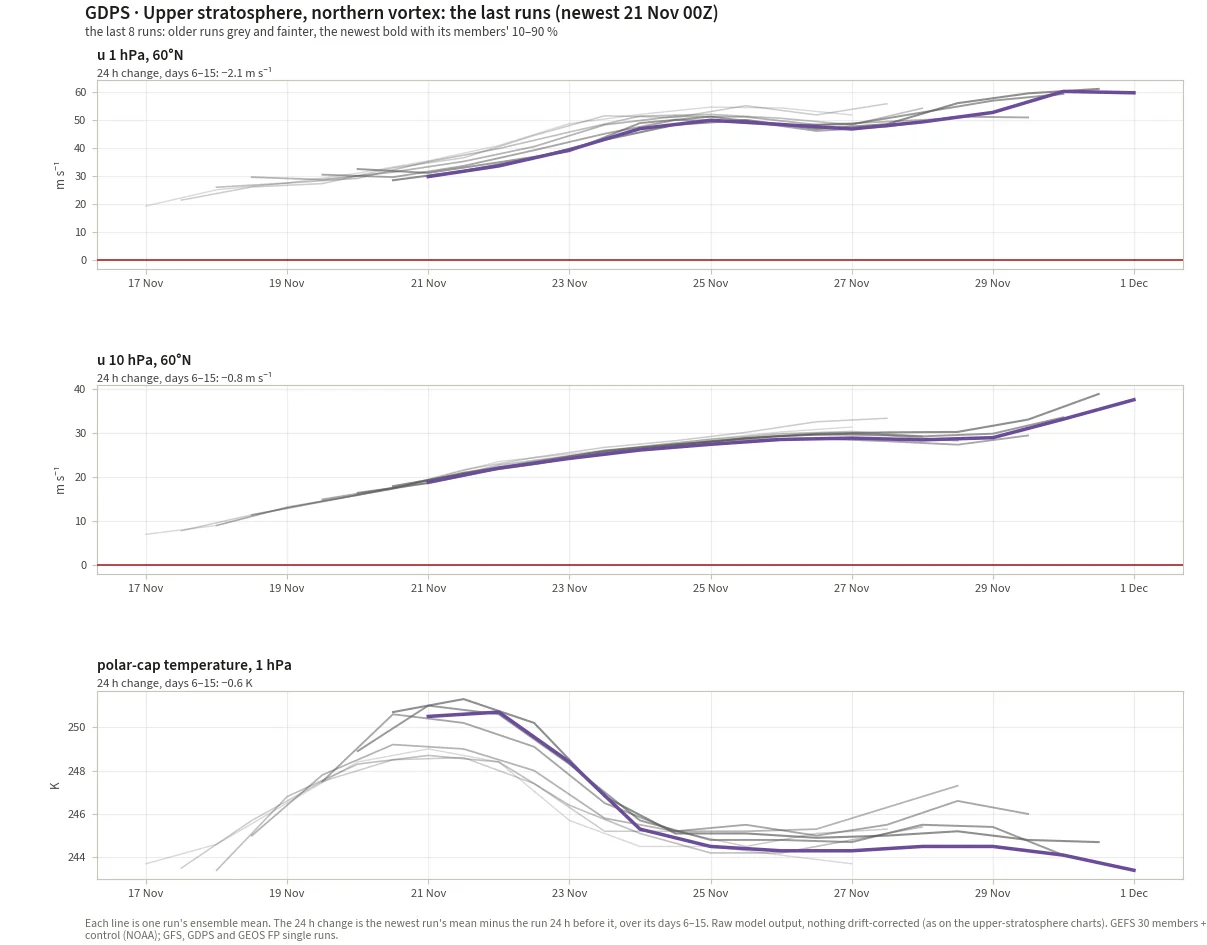 GDPS · Upper stratosphere, northern vortex: the last runs (newest 21 Nov 00Z)
the last 8 runs: older runs grey and fainter, the newest bold with its members' 10–90 %
u 1 hPa, 60°N
24 h change, days 6–15: −2.1 m s⁻¹
60
50
40
30
20
10
0
m s⁻¹
17 Nov 19 Nov 21 Nov 23 Nov 25 Nov 27 Nov 29 Nov 1 Dec
u 10 hPa, 60°N
24 h change, days 6–15: −0.8 m s⁻¹
40
30
20
10
0
m s⁻¹
17 Nov 19 Nov 21 Nov 23 Nov 25 Nov 27 Nov 29 Nov 1 Dec
polar-cap temperature, 1 hPa
24 h change, days 6–15: −0.6 K
250
248
246
244
K
17 Nov 19 Nov 21 Nov 23 Nov 25 Nov 27 Nov 29 Nov 1 Dec
Each line is one run's ensemble mean. The 24 h change is the newest run's mean minus the run 24 h before it, over its days 6–15. Raw model output, nothing drift-corrected (as on the upper-stratosphere charts). GEFS 30 members +
control (NOAA); GFS, GDPS and GEOS FP single runs.